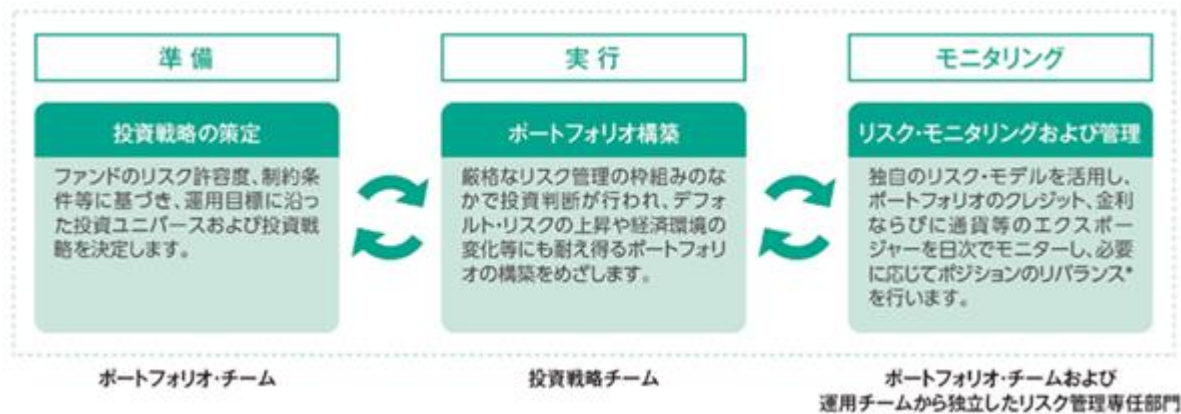 準備
投資戦略の策定
ファンドのリスク許容度、制約条
件等に基づき、運用目標に沿っ
た投資ユニバースおよび投資戦
略を決定します。
ポートフォリオ・チーム
実行
ポートフォリオ構築
厳格なリスク管理の枠組みのな
かで投資判断が行われ、デフォ
ルト・リスクの上昇や経済環境の
変化等にも耐え得るポートフォリ
オの構築をめざします。
投資戦略チーム
モニタリング
リスク・モニタリングおよび管理
独自のリスク・モデルを活用し、
ポートフォリオのクレジット、金利
ならびに通貨等のエクスポー
ジャーを日次でモニターし、必要
に応じてポジションのリバランス*
を行います。
ポートフォリオ・チームおよび
運用チームから独立したリスク管理専任部門